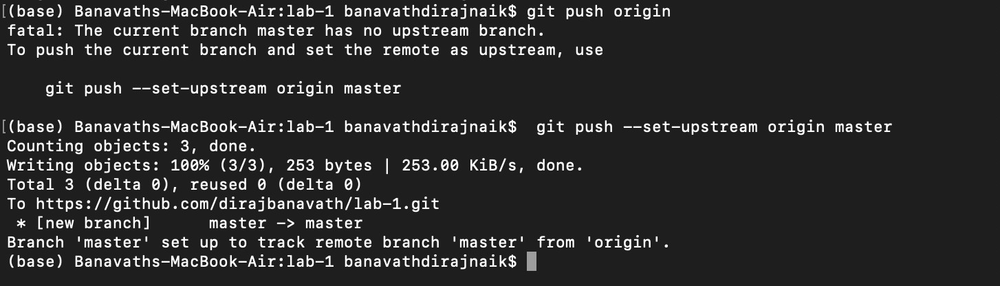 [(base) Banavaths-MacBook-Air:lab-1 banavathdirajnaik$ git push origin
fatal: The current branch master has no upstream branch.
To push the current branch and set the remote as upstream, use
    git push --set-upstream origin master
[(base) Banavaths-MacBook-Air:lab-1 banavathdirajnaik$  git push --set-upstream origin master
Counting objects: 3, done.
Writing objects: 100% (3/3), 253 bytes | 253.00 KiB/s, done.
Total 3 (delta 0), reused 0 (delta 0)
To https://github.com/dirajbanavath/lab-1.git
 * [new branch]      master -> master
Branch 'master' set up to track remote branch 'master' from 'origin'.
(base) Banavaths-MacBook-Air:lab-1 banavathdirajnaik$